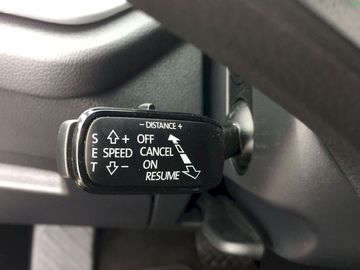 − DISTANCE +
S + OFF
E SPEED CANCEL
T − ON
RESUME